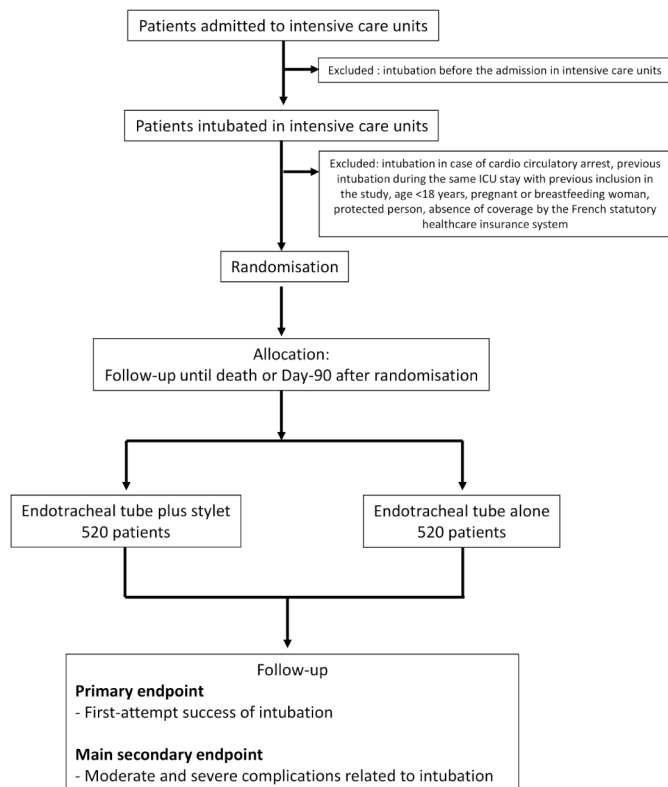 Patients admitted to intensive care units
Excluded : intubation before the admission in intensive care units
Patients intubated in intensive care units
Excluded: intubation in case of cardio circulatory arrest, previous
intubation during the same ICU stay with previous inclusion in
the study, age <18 years, pregnant or breastfeeding woman,
protected person, absence of coverage by the French statutory
healthcare insurance system
Randomisation
Allocation:
Follow-up until death or Day-90 after randomisation
Endotracheal tube plus stylet
520 patients
Endotracheal tube alone
520 patients
Follow-up
Primary endpoint
- First-attempt success of intubation
Main secondary endpoint
- Moderate and severe complications related to intubation